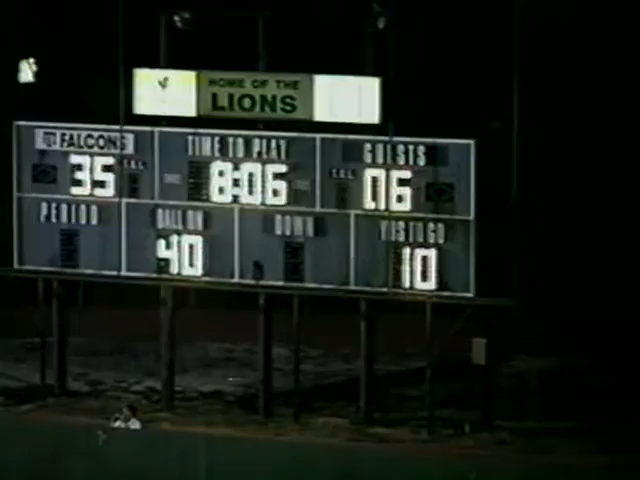 HOME OF THE
LIONS
FALCONS TIME TO PLAY GUESTS
35 8:06 06
PERIOD BALL ON DOWN YDS TO GO
40 10